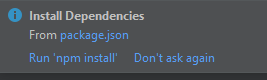 Install Dependencies
From package.json
Run 'npm install' Don't ask again